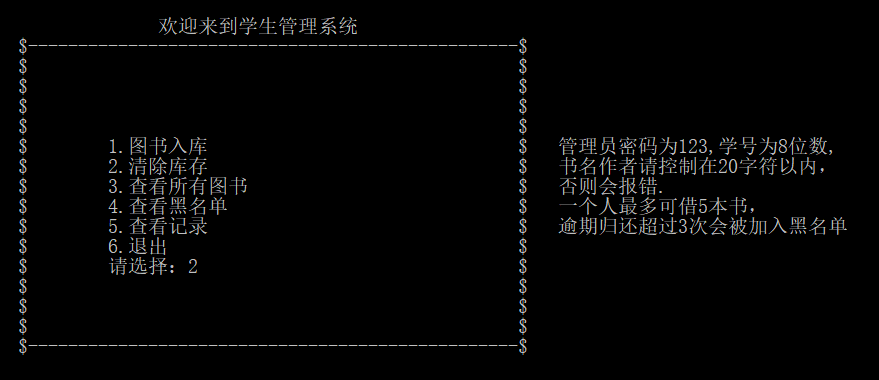 欢迎来到学生管理系统
$-------------------------------------------------$
$ $
$ $
$ $
$ $
$ 1.图书入库 $ 管理员密码为123,学号为8位数,
$ 2.清除库存 $ 书名作者请控制在20字符以内，
$ 3.查看所有图书 $ 否则会报错.
$ 4.查看黑名单 $ 一个人最多可借5本书，
$ 5.查看记录 $ 逾期归还超过3次会被加入黑名单
$ 6.退出 $
$ 请选择：2 $
$ $
$ $
$ $
$-------------------------------------------------$